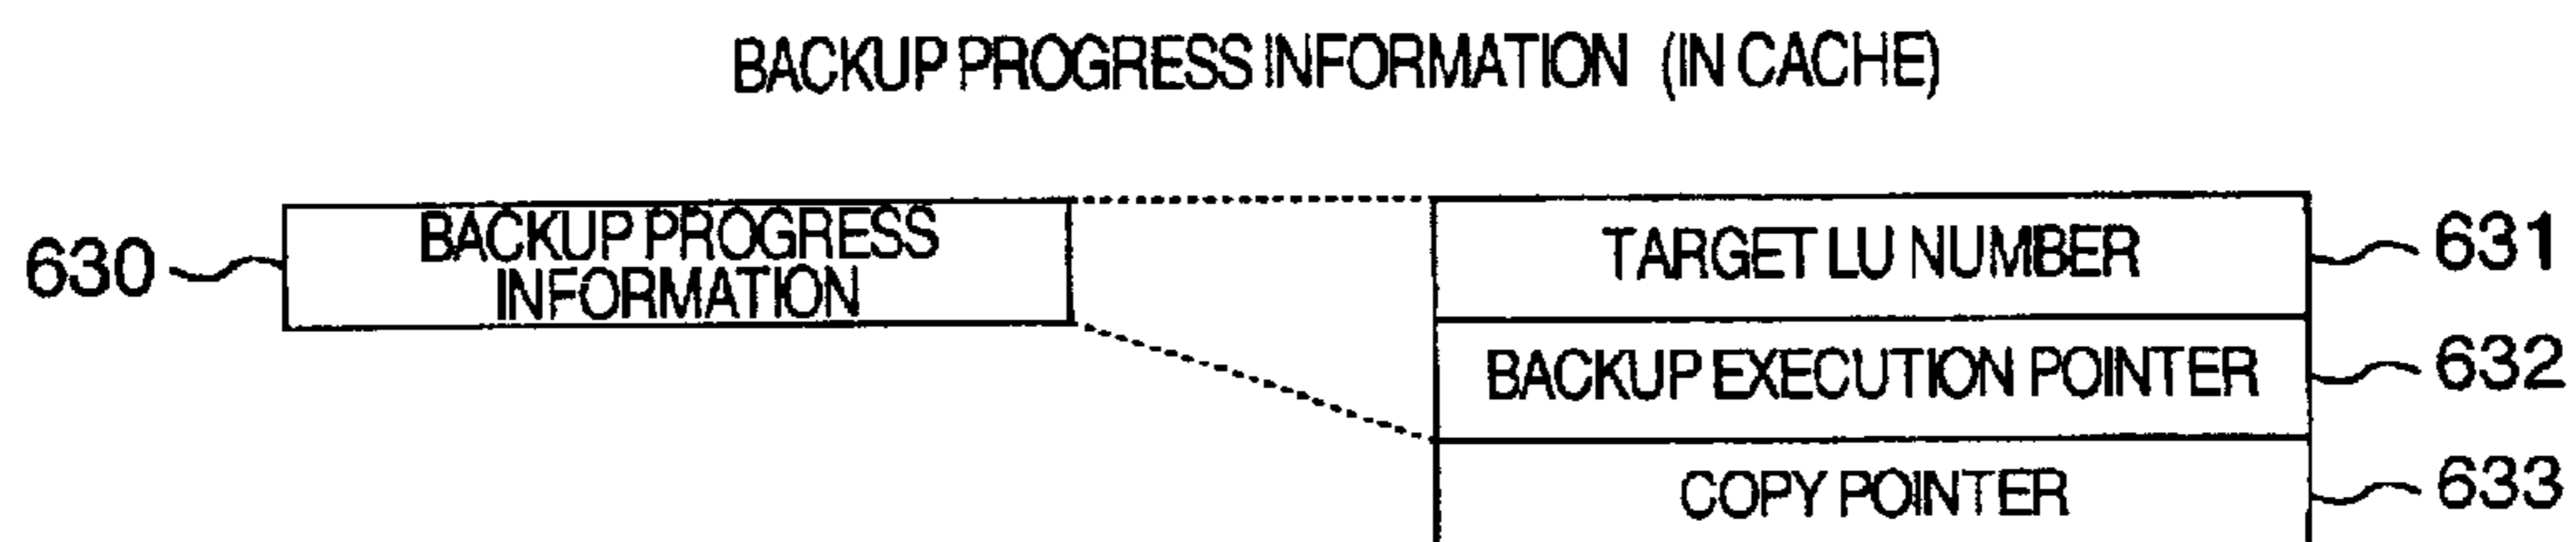 BACKUP PROGRESS INFORMATION (IN CACHE)
630
BACKUP PROGRESS
INFORMATION
TARGET LU NUMBER
631
BACKUP EXECUTION POINTER
632
COPY POINTER
633